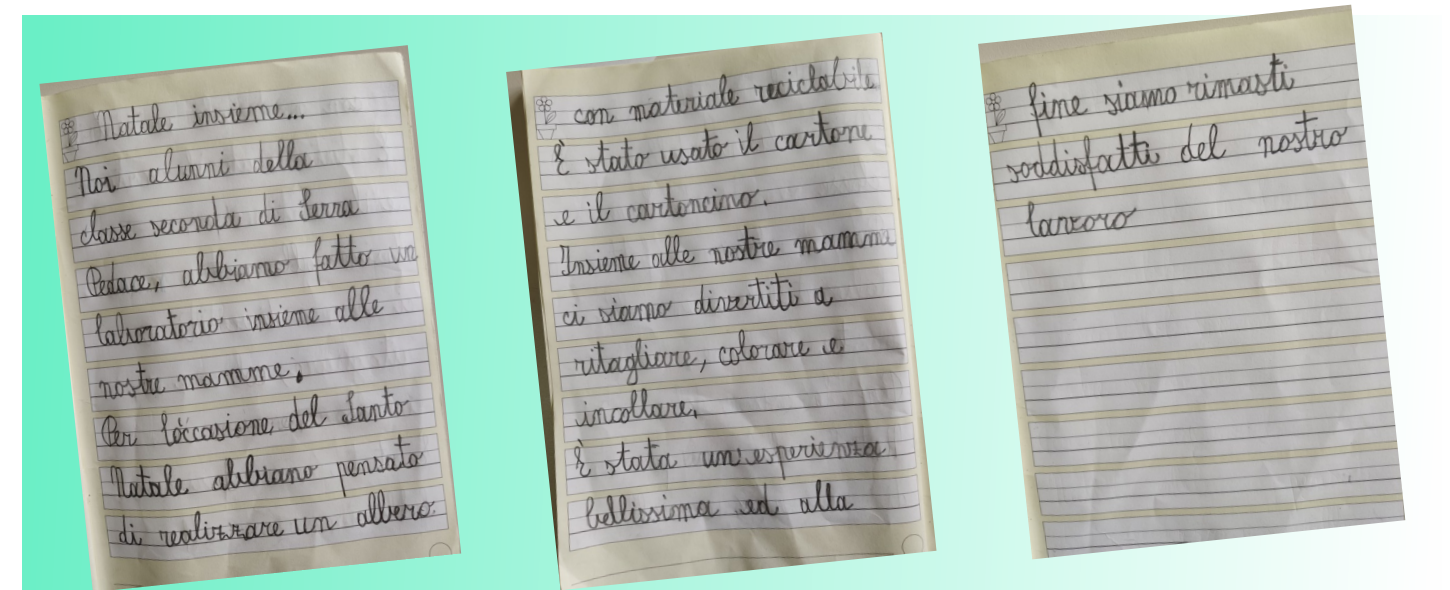 Natale insieme...
Noi alunni della
classe seconda di Serra
Pedace, abbiamo fatto un
laboratorio insieme alle
nostre mamme.
Per l'occasione del Santo
Natale abbiano pensato
di realizzare un albero
con materiale reciclabile
È stato usato il cartone
e il cartoncino.
Insieme alle nostre mamme
ci siamo divertiti a
ritagliare, colorare e
incollare.
È stata un'esperienza
bellissima ed alla
fine siamo rimasti
soddisfatti del nostro
lavoro